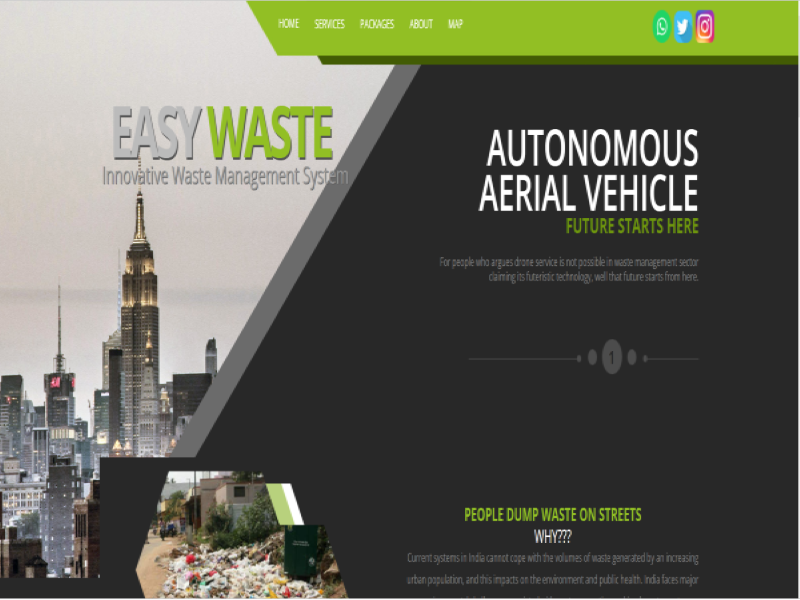 HOME SERVICES PACKAGES ABOUT MAP
EASY WASTE
Innovative Waste Management System
AUTONOMOUS
AERIAL VEHICLE
FUTURE STARTS HERE
For people who argues drone service is not possible in waste management sector
claiming its futeristic technology, well that future starts from here.
1
PEOPLE DUMP WASTE ON STREETS
WHY???
Current systems in India cannot cope with the volumes of waste generated by an increasing
urban population, and this impacts on the environment and public health. India faces major